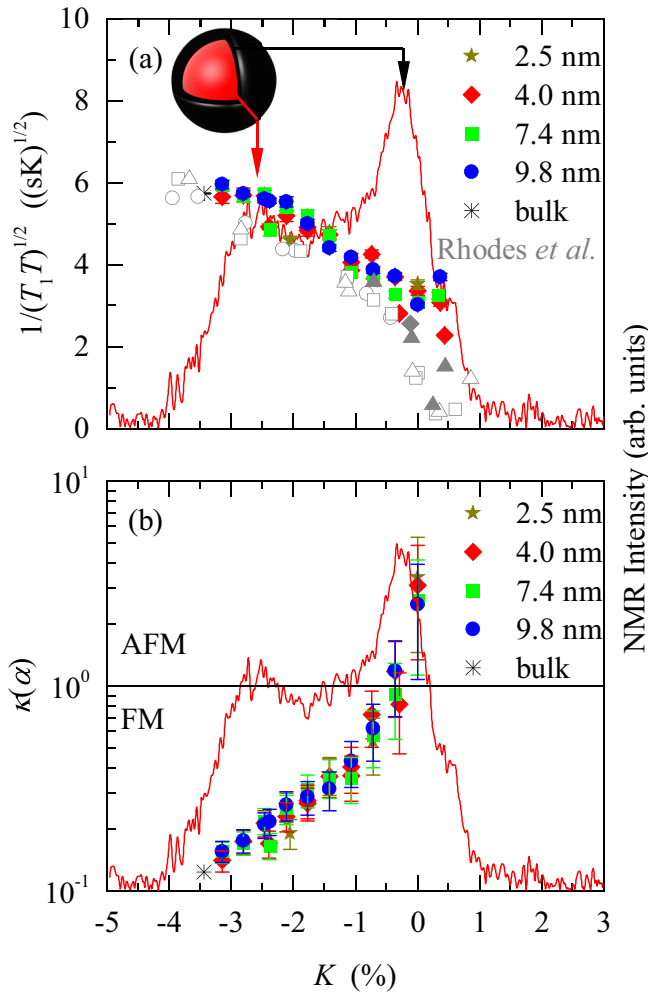 (a)
2.5 nm
4.0 nm
7.4 nm
9.8 nm
bulk
Rhodes et al.
10
8
6
4
2
0
1/(T₁T)^1/2 ((sK)^1/2)
NMR Intensity (arb. units)
(b)
2.5 nm
4.0 nm
7.4 nm
9.8 nm
bulk
AFM
FM
10¹
10⁰
10⁻¹
κ(α)
-5 -4 -3 -2 -1 0 1 2 3
K (%)